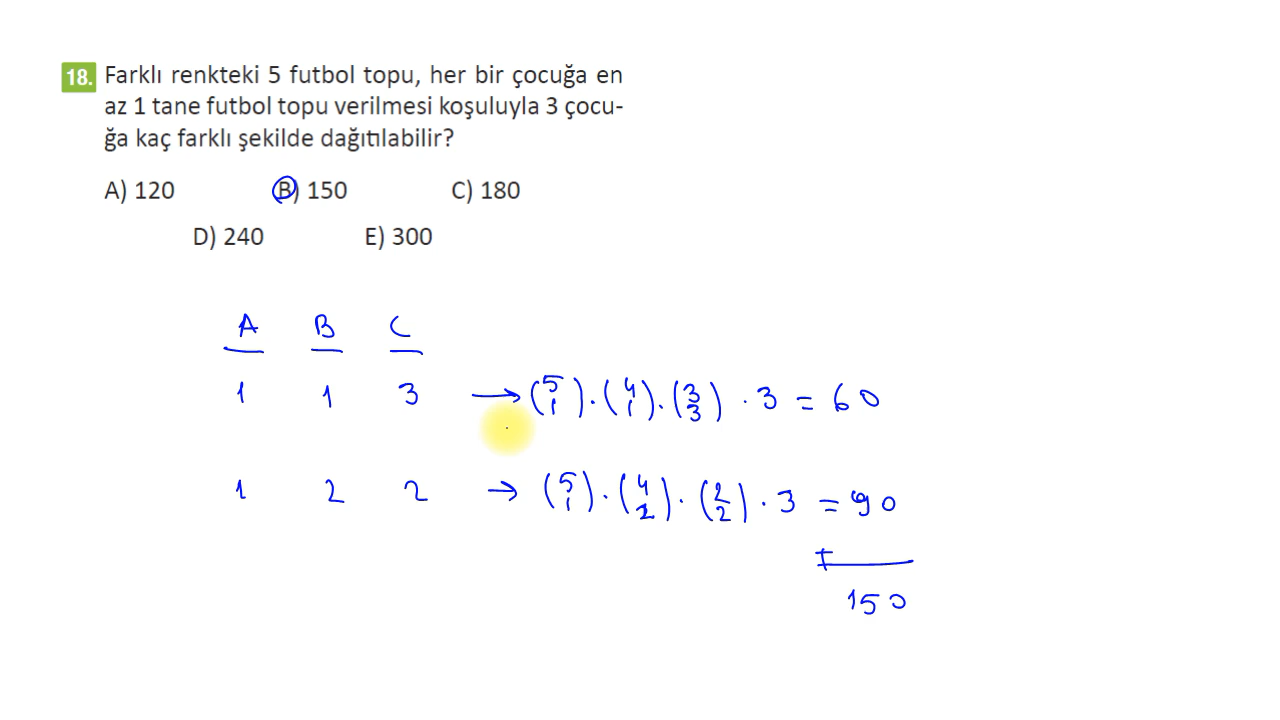 18. Farklı renkteki 5 futbol topu, her bir çocuğa en
az 1 tane futbol topu verilmesi koşuluyla 3 çocu-
ğa kaç farklı şekilde dağıtılabilir?
A) 120 B) 150 C) 180
D) 240 E) 300
A B C
1 1 3 → (5 1) . (4 1) . (3 3) . 3 = 60
1 2 2 → (5 1) . (4 2) . (2 2) . 3 = 90
+
150